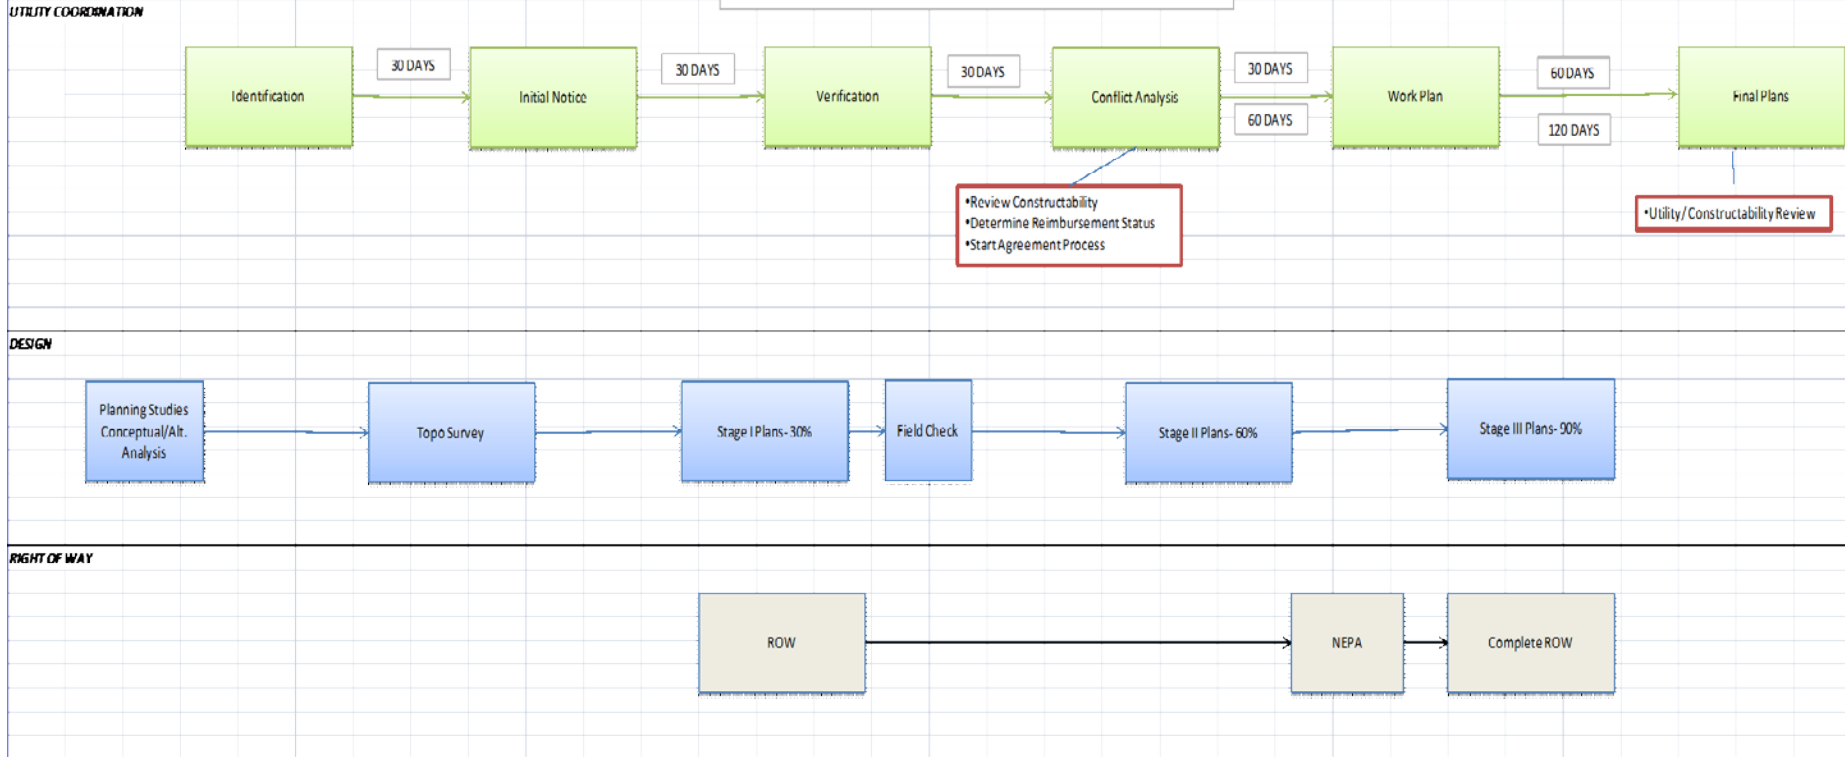 UTILITY COORDINATION
Identification
30 DAYS
Initial Notice
30 DAYS
Verification
30 DAYS
Conflict Analysis
30 DAYS
60 DAYS
Work Plan
60 DAYS
120 DAYS
Final Plans
•Review Constructability
•Determine Reimbursement Status
•Start Agreement Process
•Utility/ Constructability Review
DESIGN
Planning Studies
Conceptual/Alt.
Analysis
Topo Survey
Stage I Plans- 30%
Field Check
Stage II Plans- 60%
Stage III Plans- 90%
RIGHT OF WAY
ROW
NEPA
Complete ROW